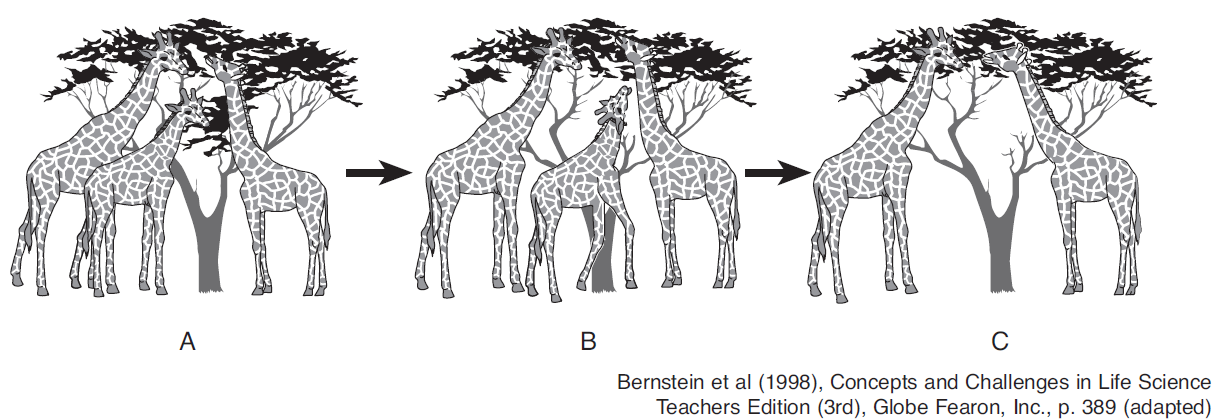 A
B
C
Bernstein et al (1998), Concepts and Challenges in Life Science
Teachers Edition (3rd), Globe Fearon, Inc., p. 389 (adapted)